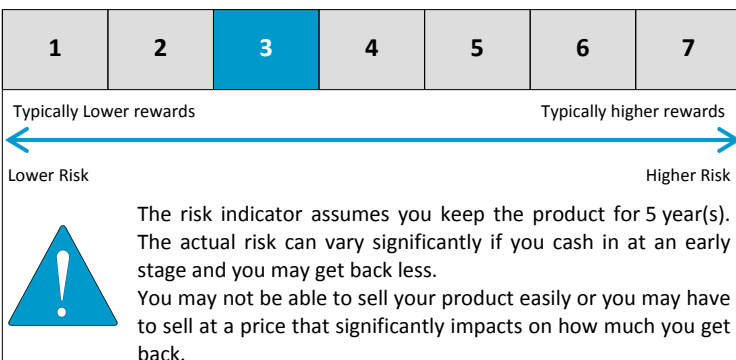 1 2 3 4 5 6 7
Typically Lower rewards Typically higher rewards
Lower Risk Higher Risk
The risk indicator assumes you keep the product for 5 year(s).
The actual risk can vary significantly if you cash in at an early
stage and you may get back less.
You may not be able to sell your product easily or you may have
to sell at a price that significantly impacts on how much you get
back.